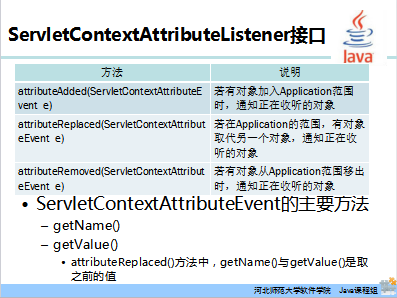 ServletContextAttributeListener接口
Java
方法 说明
attributeAdded(ServletContextAttributeE 若有对象加入Application范围
vent e) 时，通知正在收听的对象
attributeReplaced(ServletContextAttribut 若在Application的范围，有对象
eEvent e) 取代另一个对象，通知正在收
听的对象
attributeRemoved(ServletContextAttribut 若有对象从Application范围移出
eEvent e) 时，通知正在收听的对象
• ServletContextAttributeEvent的主要方法
– getName()
– getValue()
• attributeReplaced()方法中，getName()与getValue()是取
之前的值
河北师范大学软件学院 Java课程组